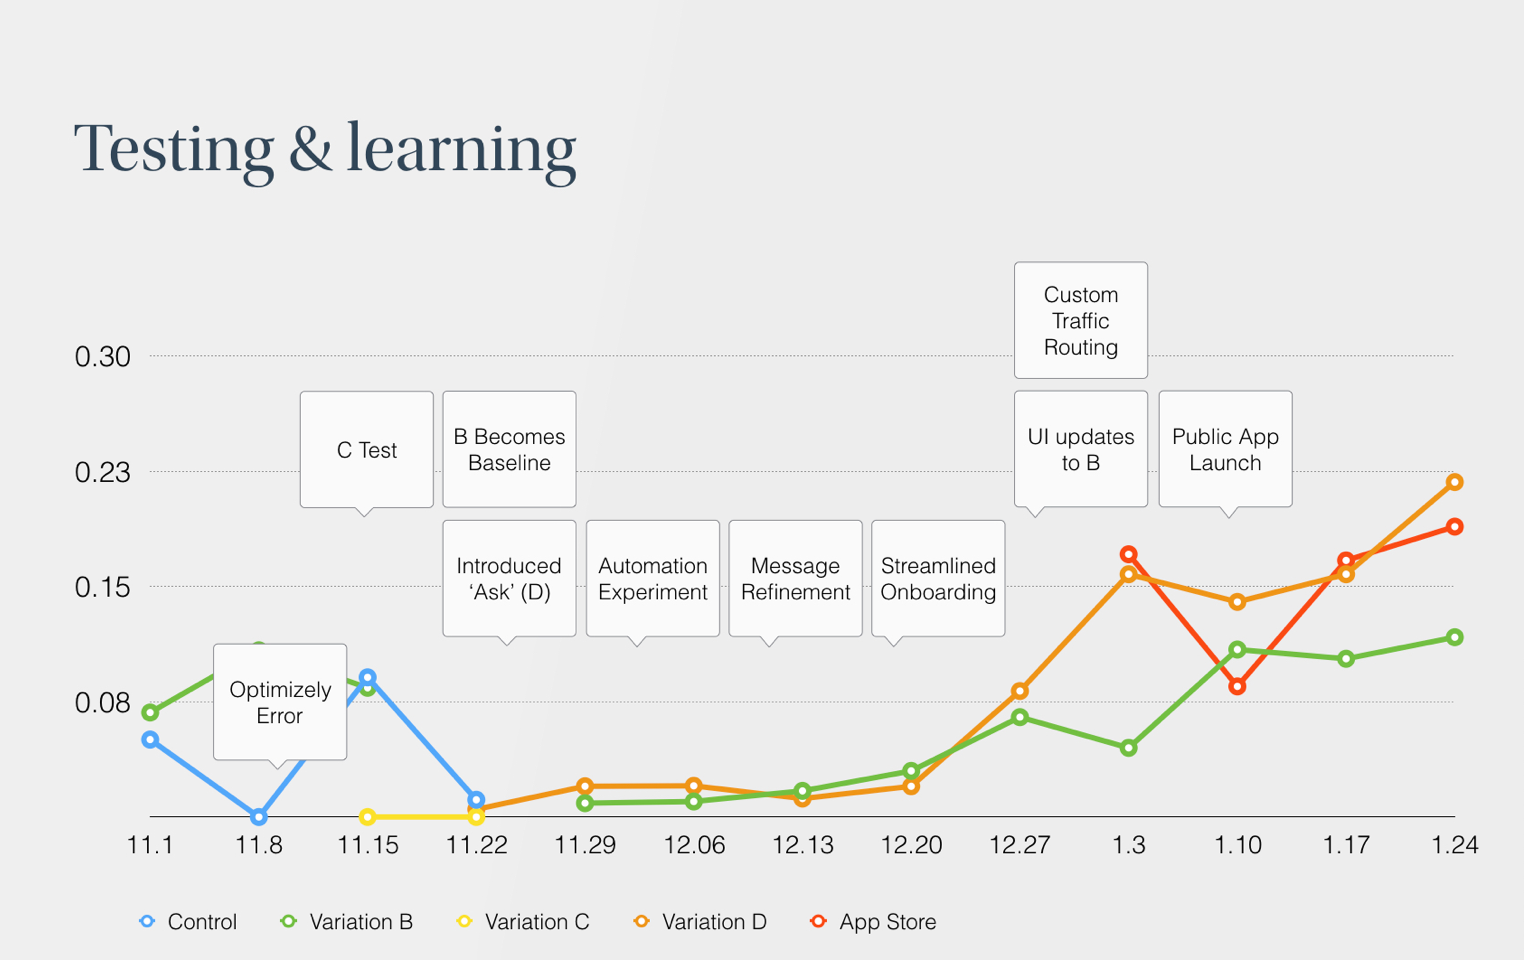 Testing & learning
Custom
Traffic
Routing
0.30
C Test
B Becomes
Baseline
UI updates
to B
Public App
Launch
0.23
Introduced
‘Ask’ (D)
Automation
Experiment
Message
Refinement
Streamlined
Onboarding
0.15
Optimizely
Error
0.08
11.1 11.8 11.15 11.22 11.29 12.06 12.13 12.20 12.27 1.3 1.10 1.17 1.24
Control Variation B Variation C Variation D App Store